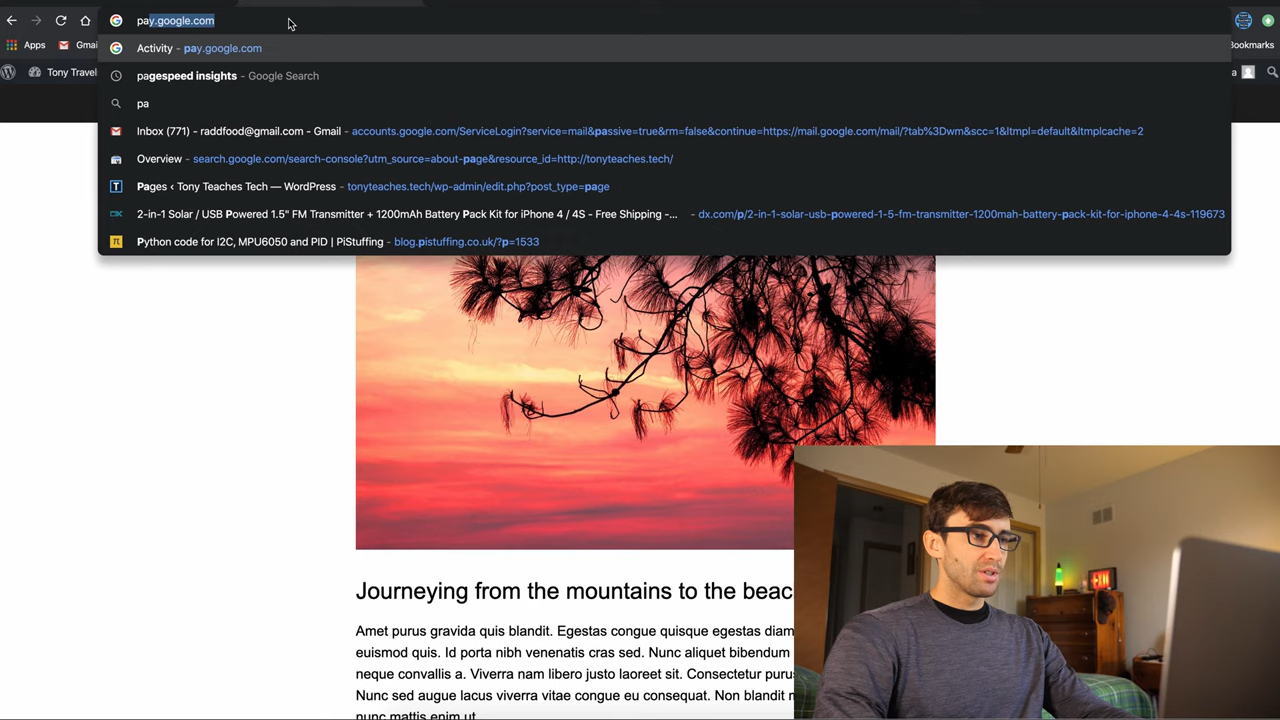 pay.google.com
Activity - pay.google.com
Apps
Gmai
Bookmarks
pagespeed insights - Google Search
Tony Travel
a
pa
Inbox (771) - raddfood@gmail.com - Gmail - accounts.google.com/ServiceLogin?service=mail&passive=true&rm=false&continue=https://mail.google.com/mail/?tab%3Dwm&scc=1&ltmpl=default&ltmplcache=2
Overview - search.google.com/search-console?utm_source=about-page&resource_id=http://tonyteaches.tech/
T Pages ‹ Tony Teaches Tech — WordPress - tonyteaches.tech/wp-admin/edit.php?post_type=page
DX 2-in-1 Solar / USB Powered 1.5" FM Transmitter + 1200mAh Battery Pack Kit for iPhone 4 / 4S - Free Shipping -... - dx.com/p/2-in-1-solar-usb-powered-1-5-fm-transmitter-1200mah-battery-pack-kit-for-iphone-4-4s-119673
π Python code for I2C, MPU6050 and PID | PiStuffing - blog.pistuffing.co.uk/?p=1533
Journeying from the mountains to the beac
Amet purus gravida quis blandit. Egestas congue quisque egestas diam
euismod quis. Id porta nibh venenatis cras sed. Nunc aliquet bibendum
neque convallis a. Viverra nam libero justo laoreet sit. Consectetur purus
Nunc sed augue lacus viverra vitae congue eu consequat. Non blandit m
nunc mattis enim ut